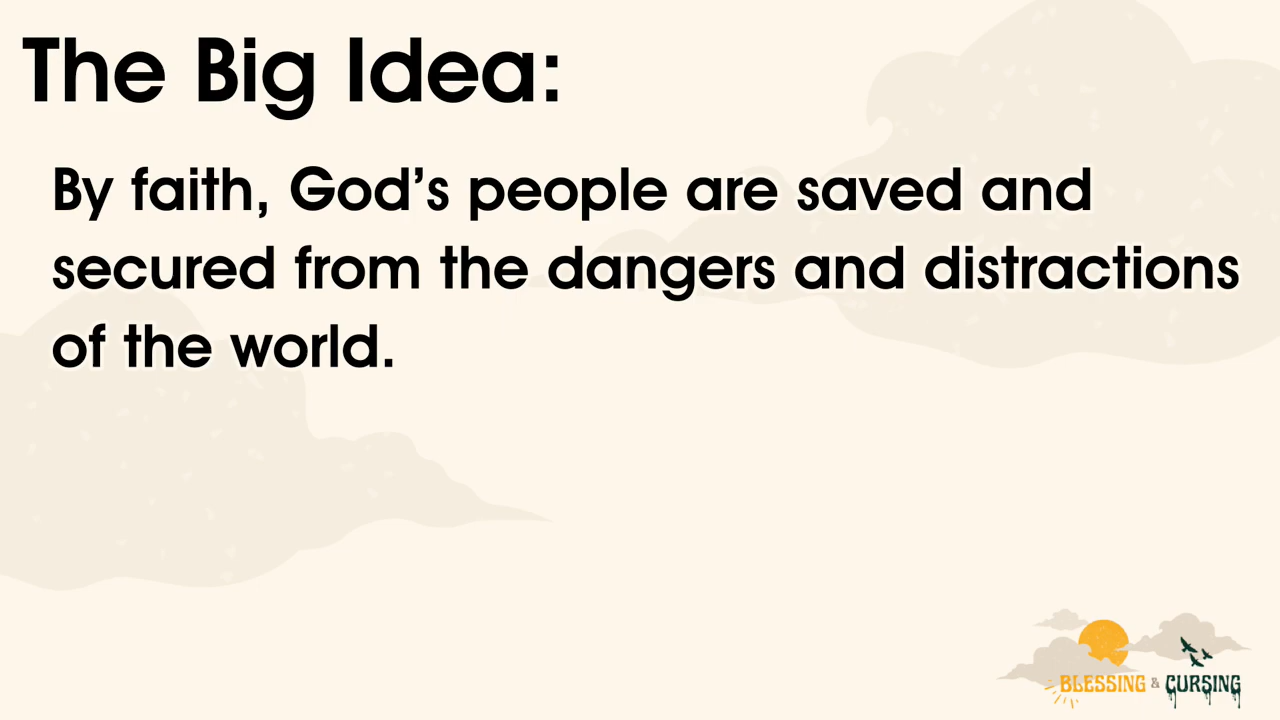 The Big Idea:
By faith, God’s people are saved and
secured from the dangers and distractions
of the world.
BLESSING & CURSING